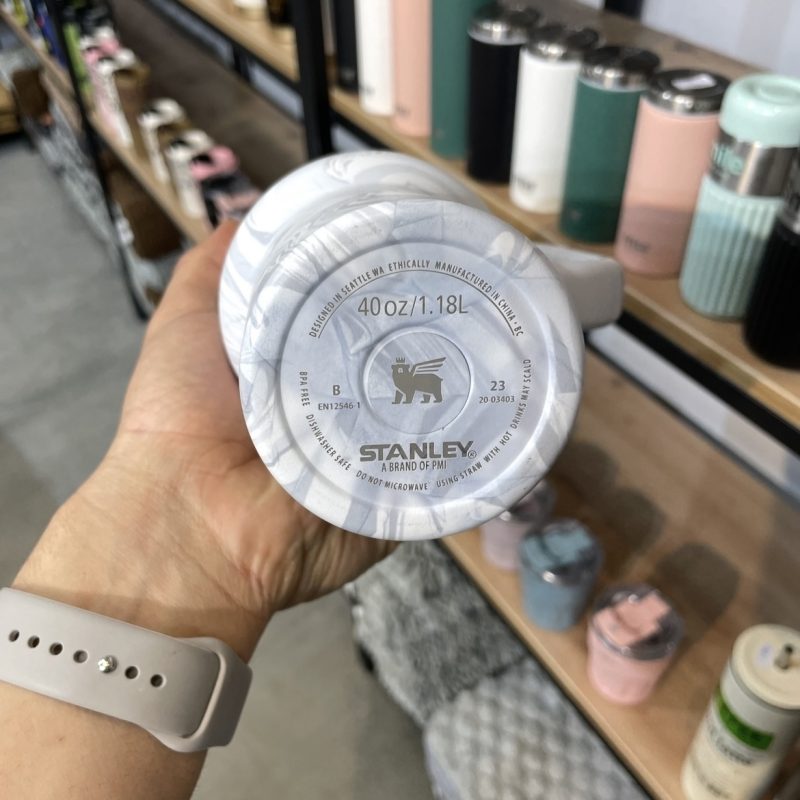 DESIGNED IN SEATTLE WA ETHICALLY MANUFACTURED IN CHINA · BC
40 oz/1.18L
B
EN12546-1
23
20-03403
STANLEY®
A BRAND OF PMI
BPA FREE DISHWASHER SAFE DO NOT MICROWAVE USING STRAW WITH HOT DRINKS MAY SCALD